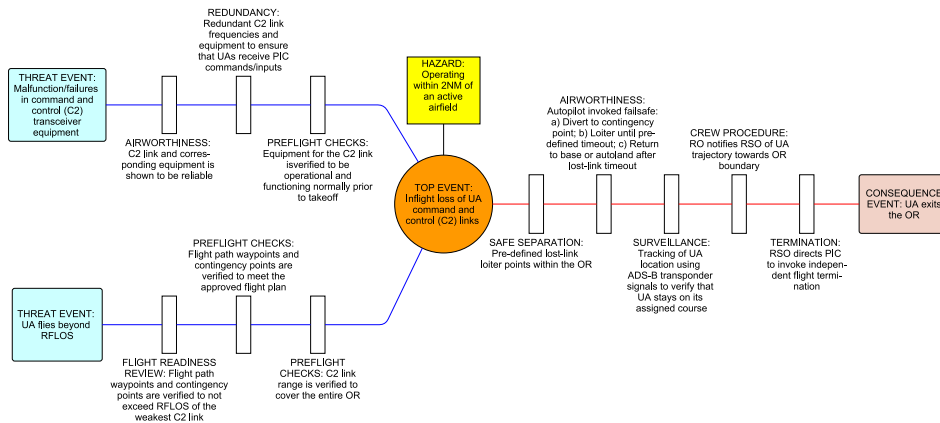 REDUNDANCY:
Redundant C2 link
frequencies and
equipment to ensure
that UAs receive PIC
commands/inputs
THREAT EVENT:
Malfunction/failures
in command and
control (C2)
transceiver
equipment
AIRWORTHINESS:
C2 link and corres-
ponding equipment is
shown to be reliable
PREFLIGHT CHECKS:
Equipment for the C2 link
isverified to be
operational and
functioning normally prior
to takeoff
HAZARD:
Operating
within 2NM of
an active
airfield
TOP EVENT:
Inflight loss of UA
command and
control (C2) links
AIRWORTHINESS:
Autopilot invoked failsafe:
a) Divert to contingency
point; b) Loiter until pre-
defined timeout; c) Return
to base or autoland after
lost-link timeout
CREW PROCEDURE:
RO notifies RSO of UA
trajectory towards OR
boundary
CONSEQUENCE
EVENT: UA exits
the OR
SAFE SEPARATION:
Pre-defined lost-link
loiter points within the OR
SURVEILLANCE:
Tracking of UA
location using
ADS-B transponder
signals to verify that
UA stays on its
assigned course
TERMINATION:
RSO directs PIC
to invoke indepen-
dent flight termi-
nation
PREFLIGHT CHECKS:
Flight path waypoints and
contingency points are
verified to meet the
approved flight plan
THREAT EVENT:
UA flies beyond
RFLOS
FLIGHT READINESS
REVIEW: Flight path
waypoints and contingency
points are verified to not
exceed RFLOS of the
weakest C2 link
PREFLIGHT
CHECKS: C2 link
range is verified to
cover the entire OR